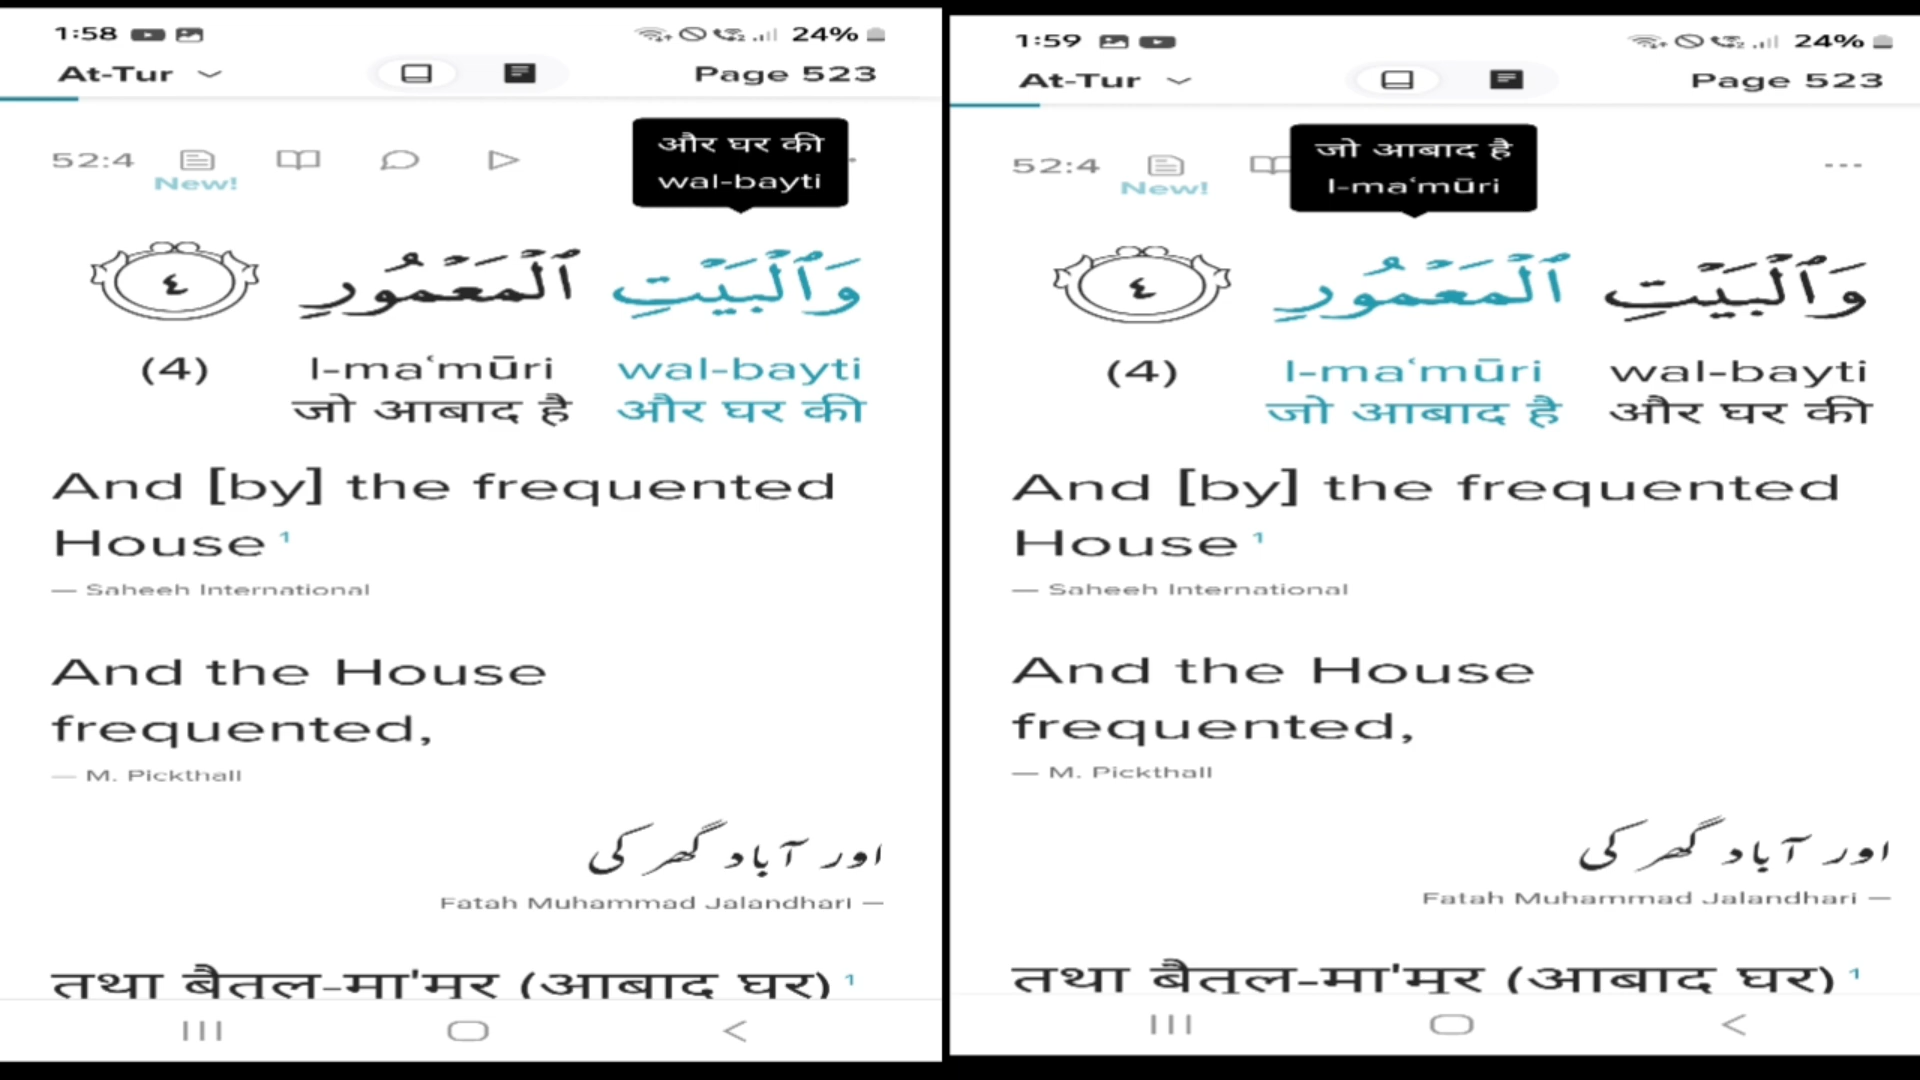 1:58 24%
At-Tur Page 523
और घर की
wal-bayti
52:4
New!
وَٱلْبَيْتِ ٱلْمَعْمُورِ ٤
(4) l-maʿmūri wal-bayti
जो आबाद है और घर की
And [by] the frequented
House 1
— Saheeh International
And the House
frequented,
— M. Pickthall
اور آباد گھر کی
Fatah Muhammad Jalandhari —
तथा बैतुल-मा'मूर (आबाद घर) 1
1:59 24%
At-Tur Page 523
जो आबाद है
l-maʿmūri
52:4
New!
وَٱلْبَيْتِ ٱلْمَعْمُورِ ٤
(4) l-maʿmūri wal-bayti
जो आबाद है और घर की
And [by] the frequented
House 1
— Saheeh International
And the House
frequented,
— M. Pickthall
اور آباد گھر کی
Fatah Muhammad Jalandhari —
तथा बैतुल-मा'मूर (आबाद घर) 1